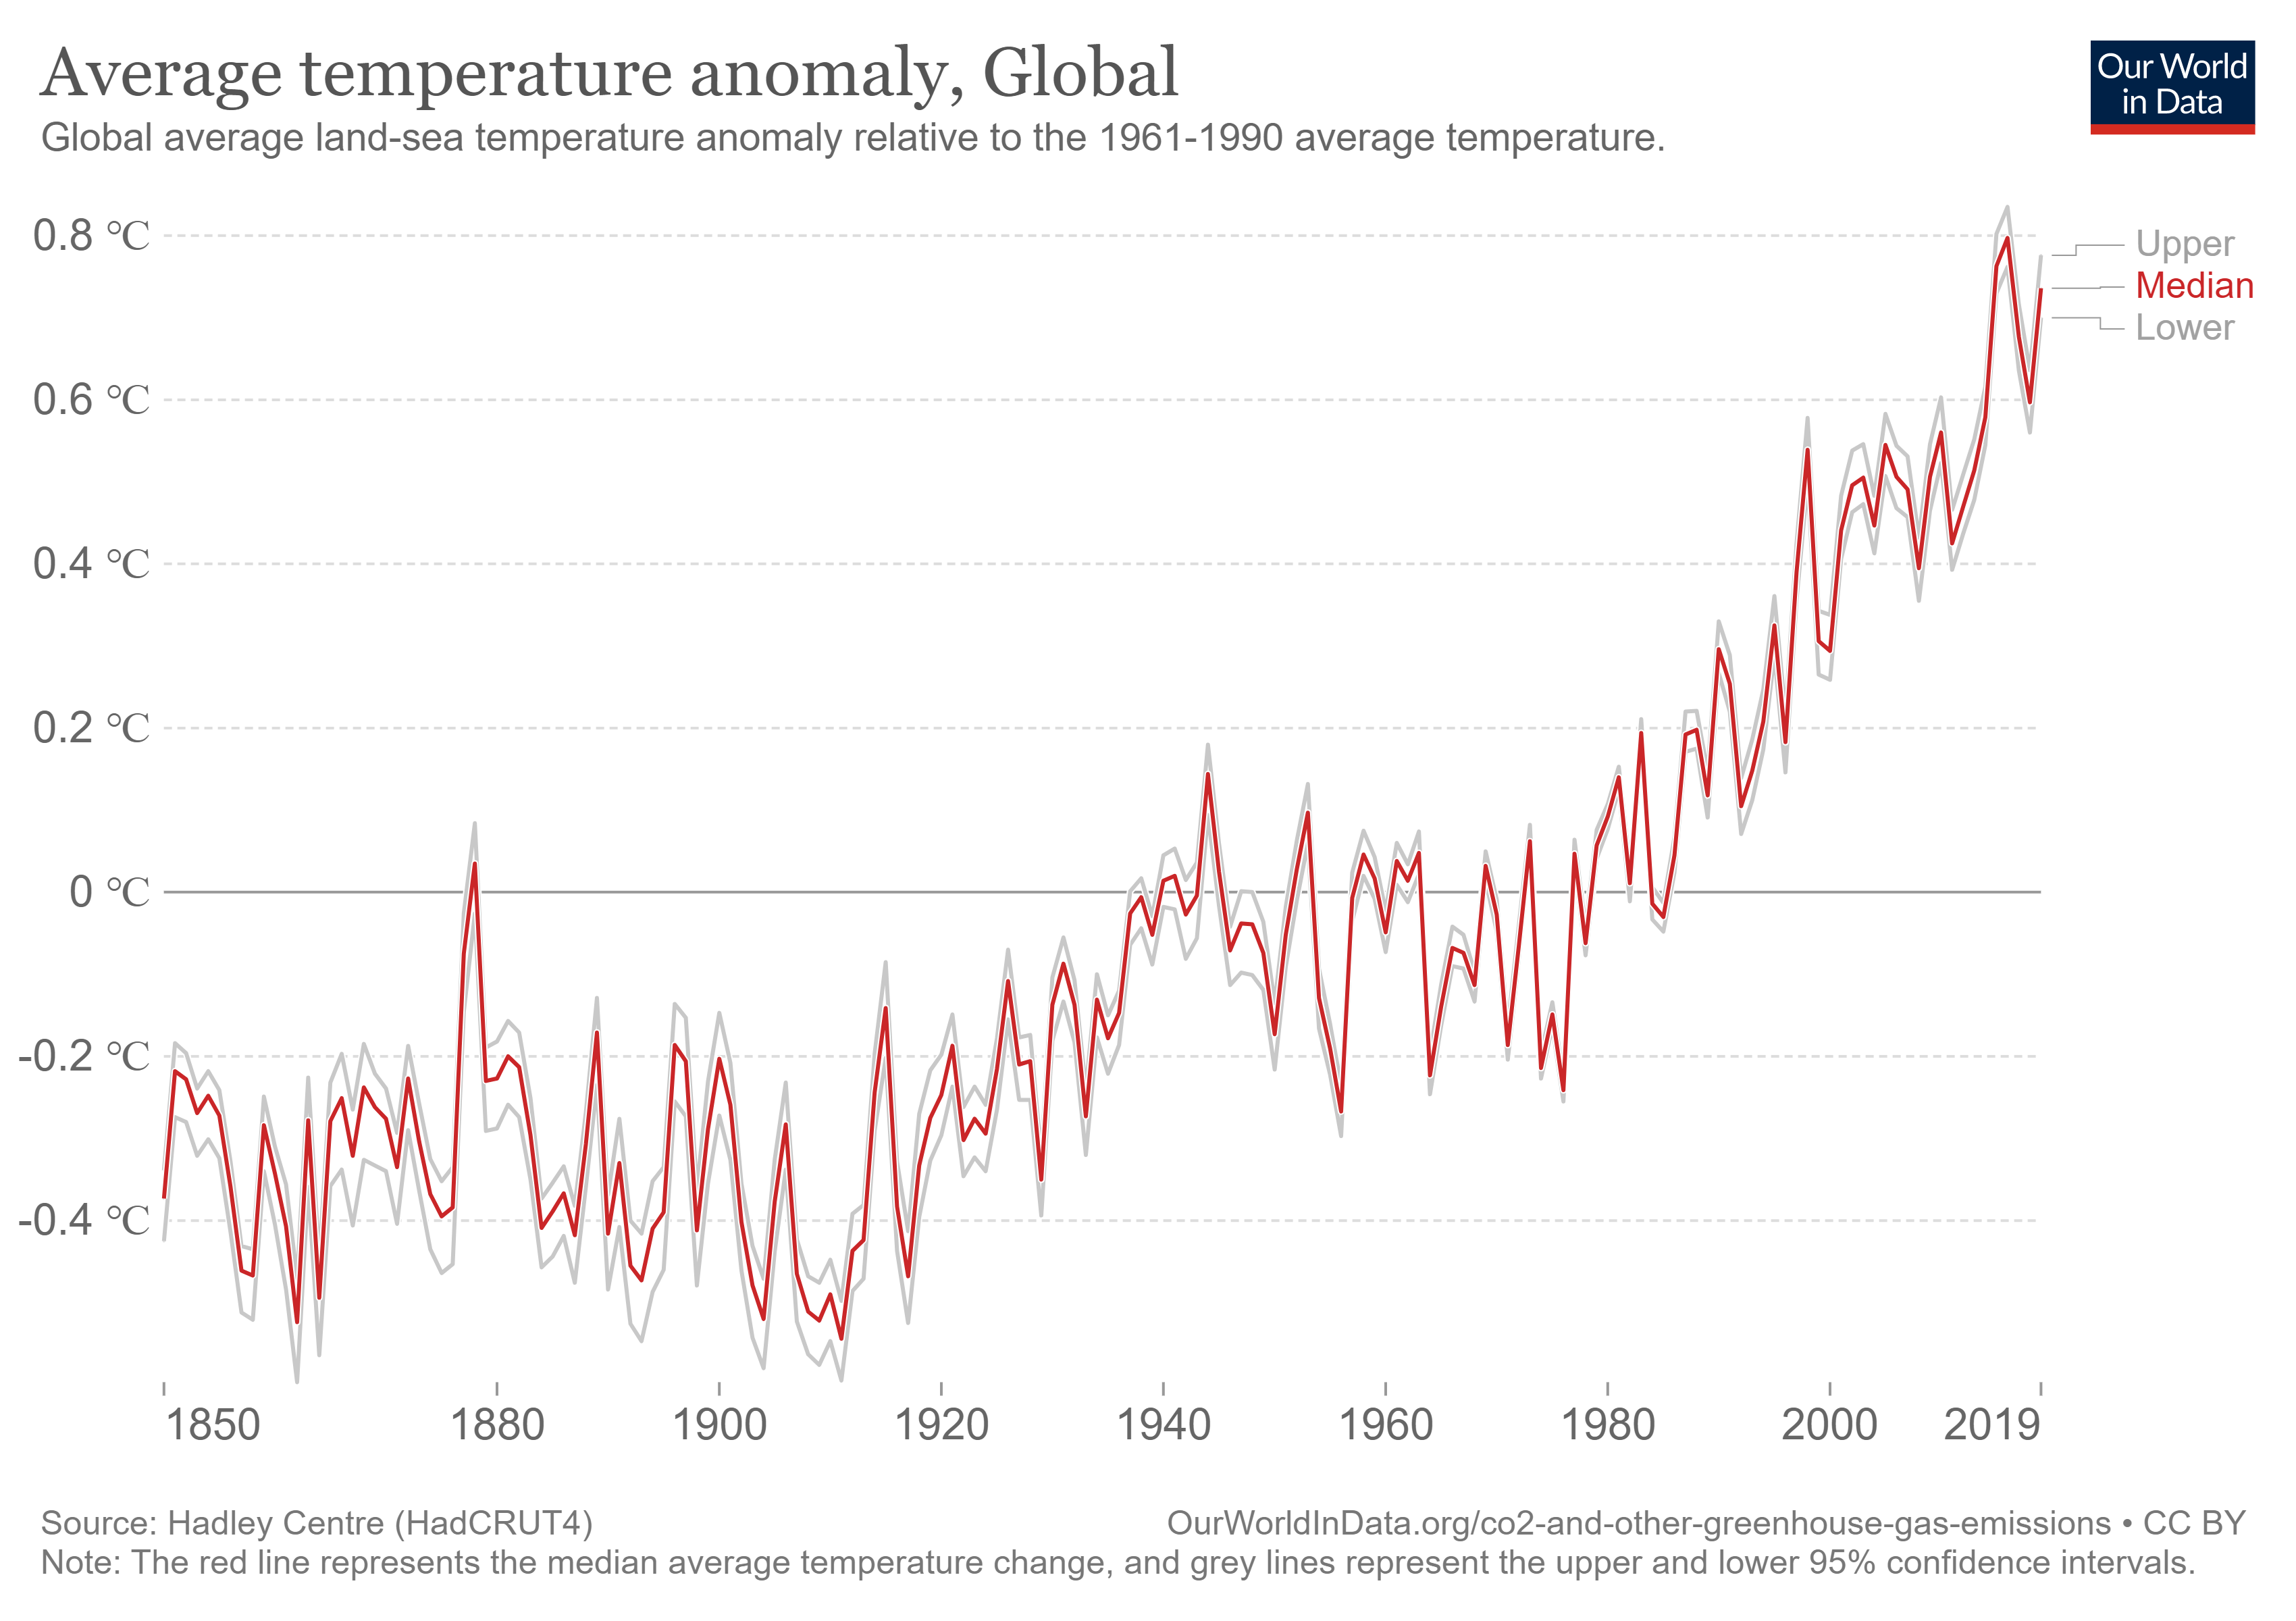 Average temperature anomaly, Global
Global average land-sea temperature anomaly relative to the 1961-1990 average temperature.
Our World
in Data
0.8 °C
0.6 °C
0.4 °C
0.2 °C
0 °C
-0.2 °C
-0.4 °C
Upper
Median
Lower
1850 1880 1900 1920 1940 1960 1980 2000 2019
Source: Hadley Centre (HadCRUT4)
OurWorldInData.org/co2-and-other-greenhouse-gas-emissions • CC BY
Note: The red line represents the median average temperature change, and grey lines represent the upper and lower 95% confidence intervals.